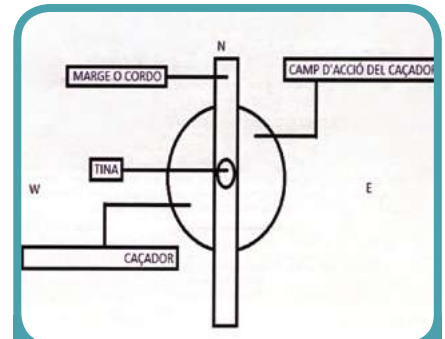 N
MARGE O CORDO
CAMP D'ACCIÓ DEL CAÇADOR
TINA
W
E
CAÇADOR